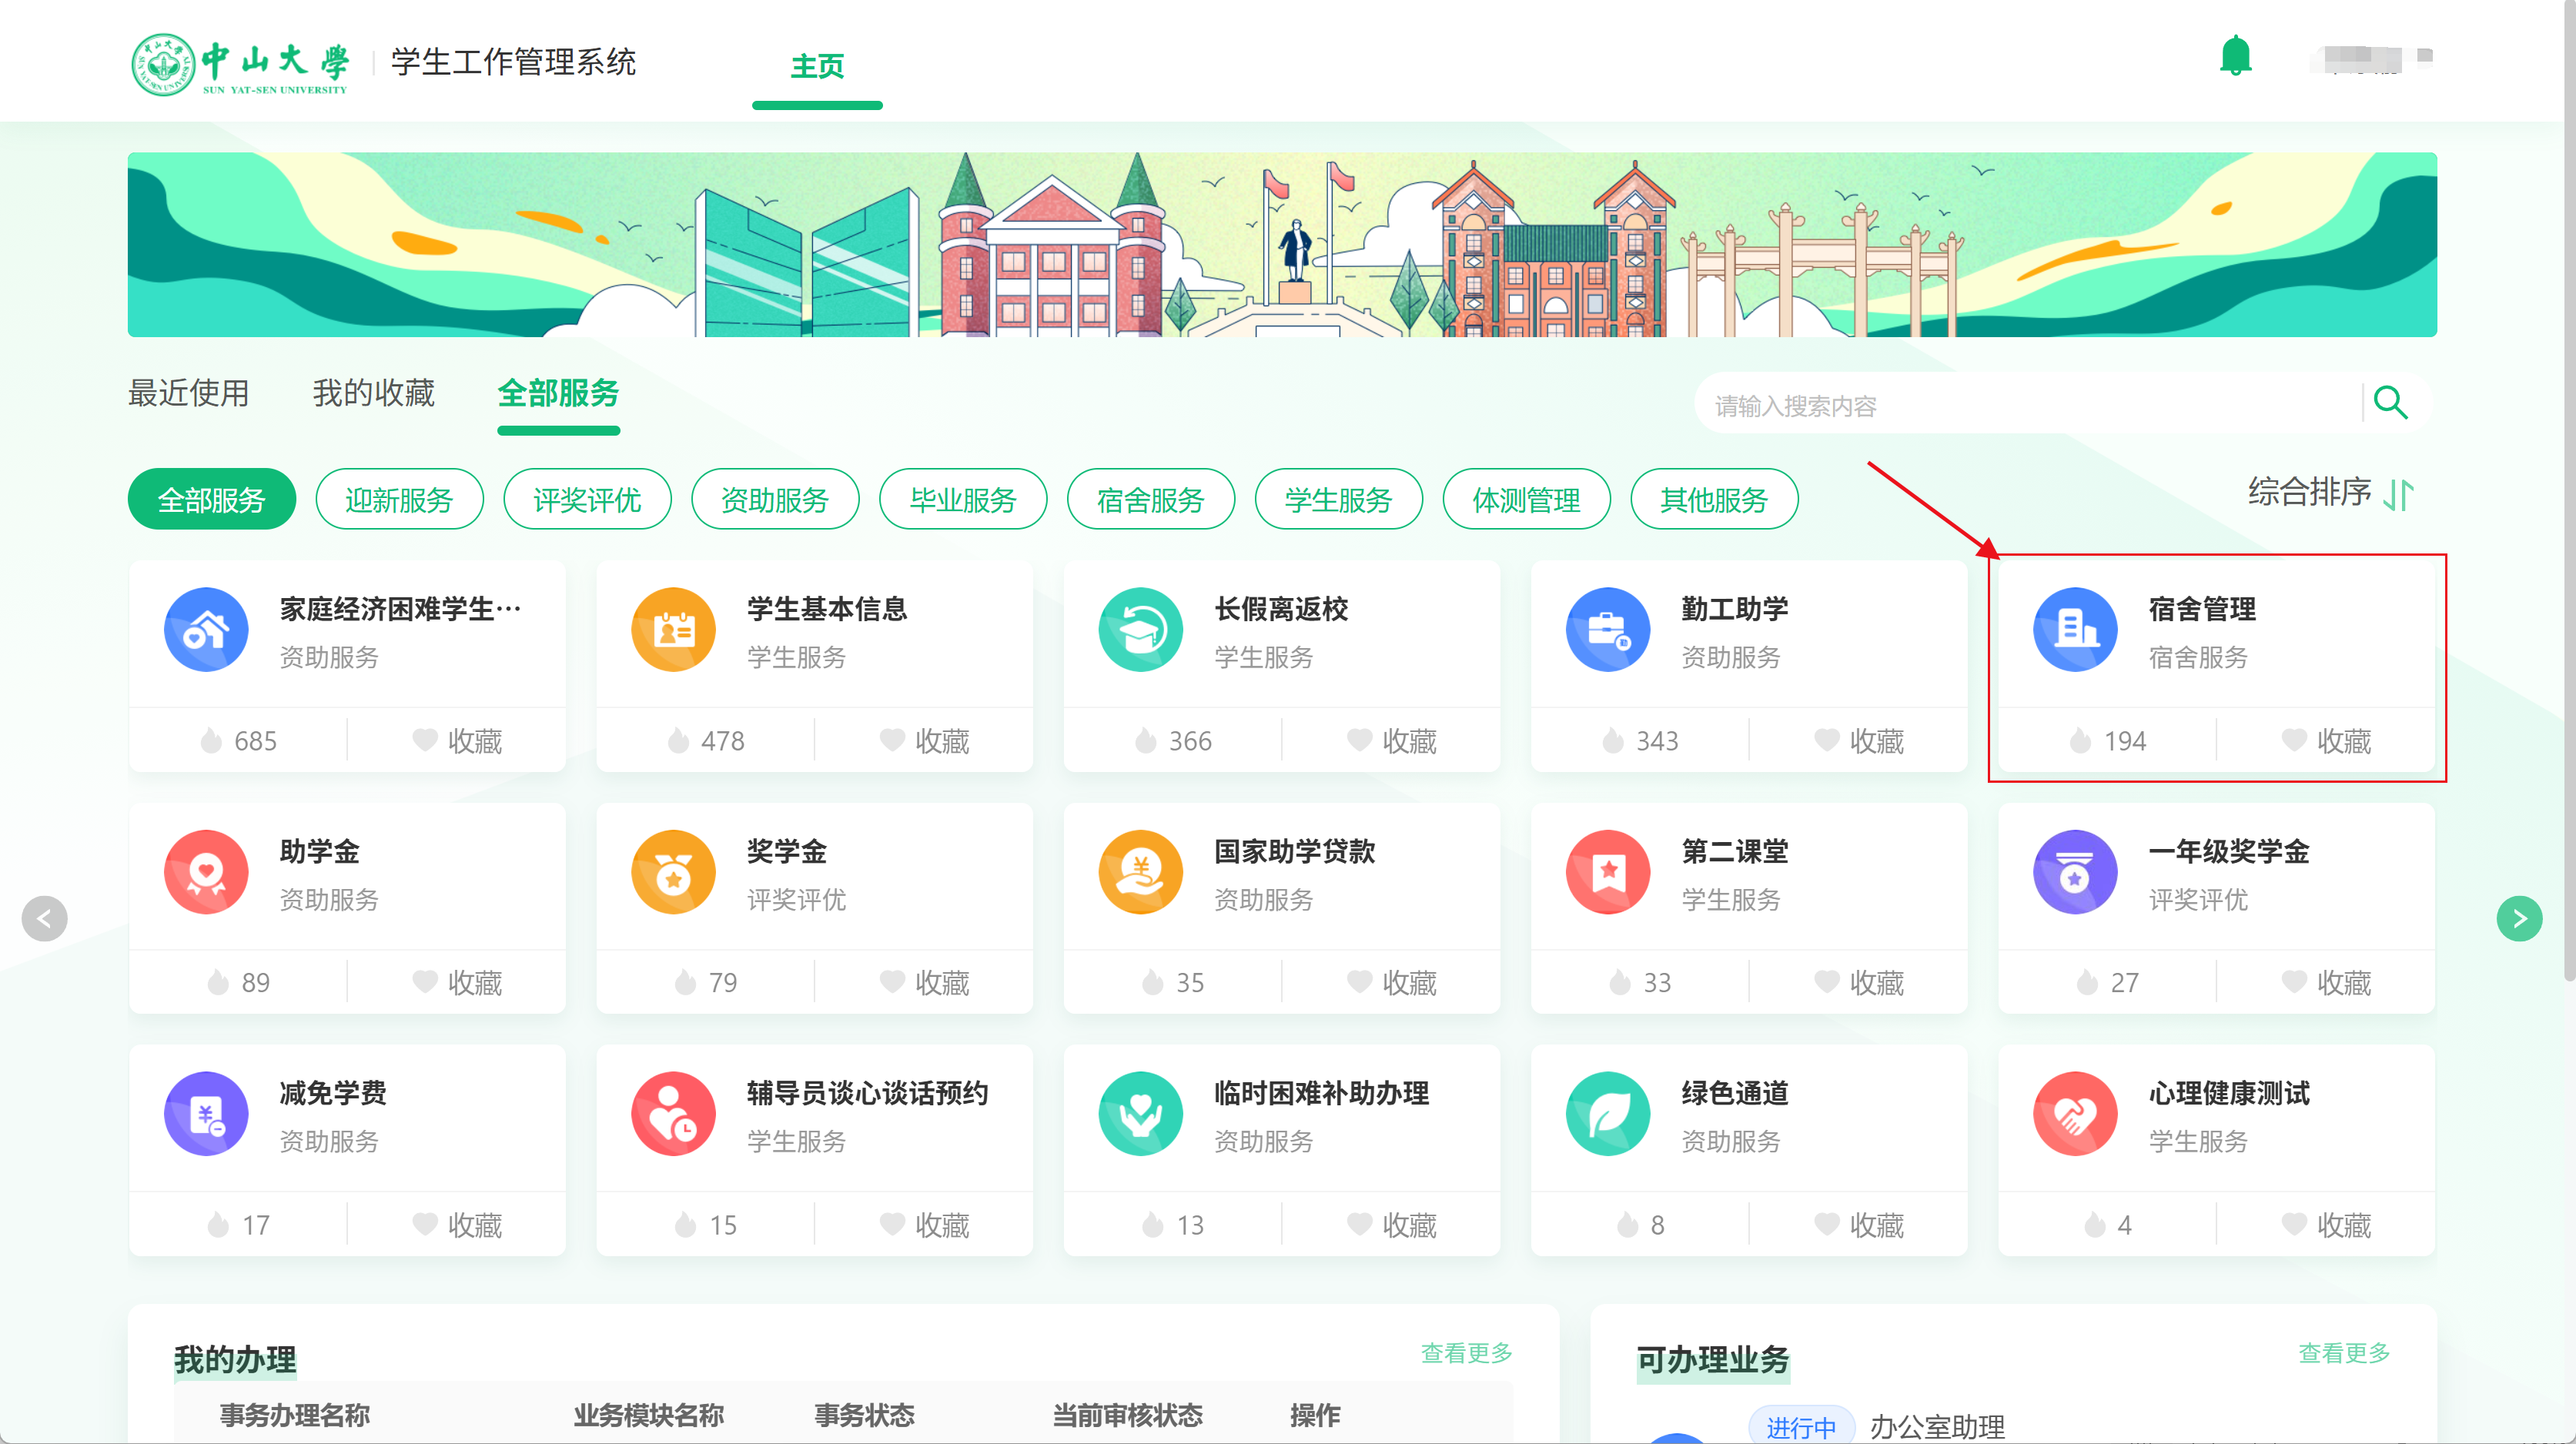 中山大學 学生工作管理系统 主页
SUN YAT-SEN UNIVERSITY
最近使用 我的收藏 全部服务 请输入搜索内容
全部服务 迎新服务 评奖评优 资助服务 毕业服务 宿舍服务 学生服务 体测管理 其他服务 综合排序
家庭经济困难学生… 学生基本信息 长假离返校 勤工助学 宿舍管理
资助服务 学生服务 学生服务 资助服务 宿舍服务
685 收藏 478 收藏 366 收藏 343 收藏 194 收藏
助学金 奖学金 国家助学贷款 第二课堂 一年级奖学金
资助服务 评奖评优 资助服务 学生服务 评奖评优
89 收藏 79 收藏 35 收藏 33 收藏 27 收藏
减免学费 辅导员谈心谈话预约 临时困难补助办理 绿色通道 心理健康测试
资助服务 学生服务 资助服务 资助服务 学生服务
17 收藏 15 收藏 13 收藏 8 收藏 4 收藏
我的办理 查看更多 可办理业务 查看更多
事务办理名称 业务模块名称 事务状态 当前审核状态 操作
进行中 办公室助理